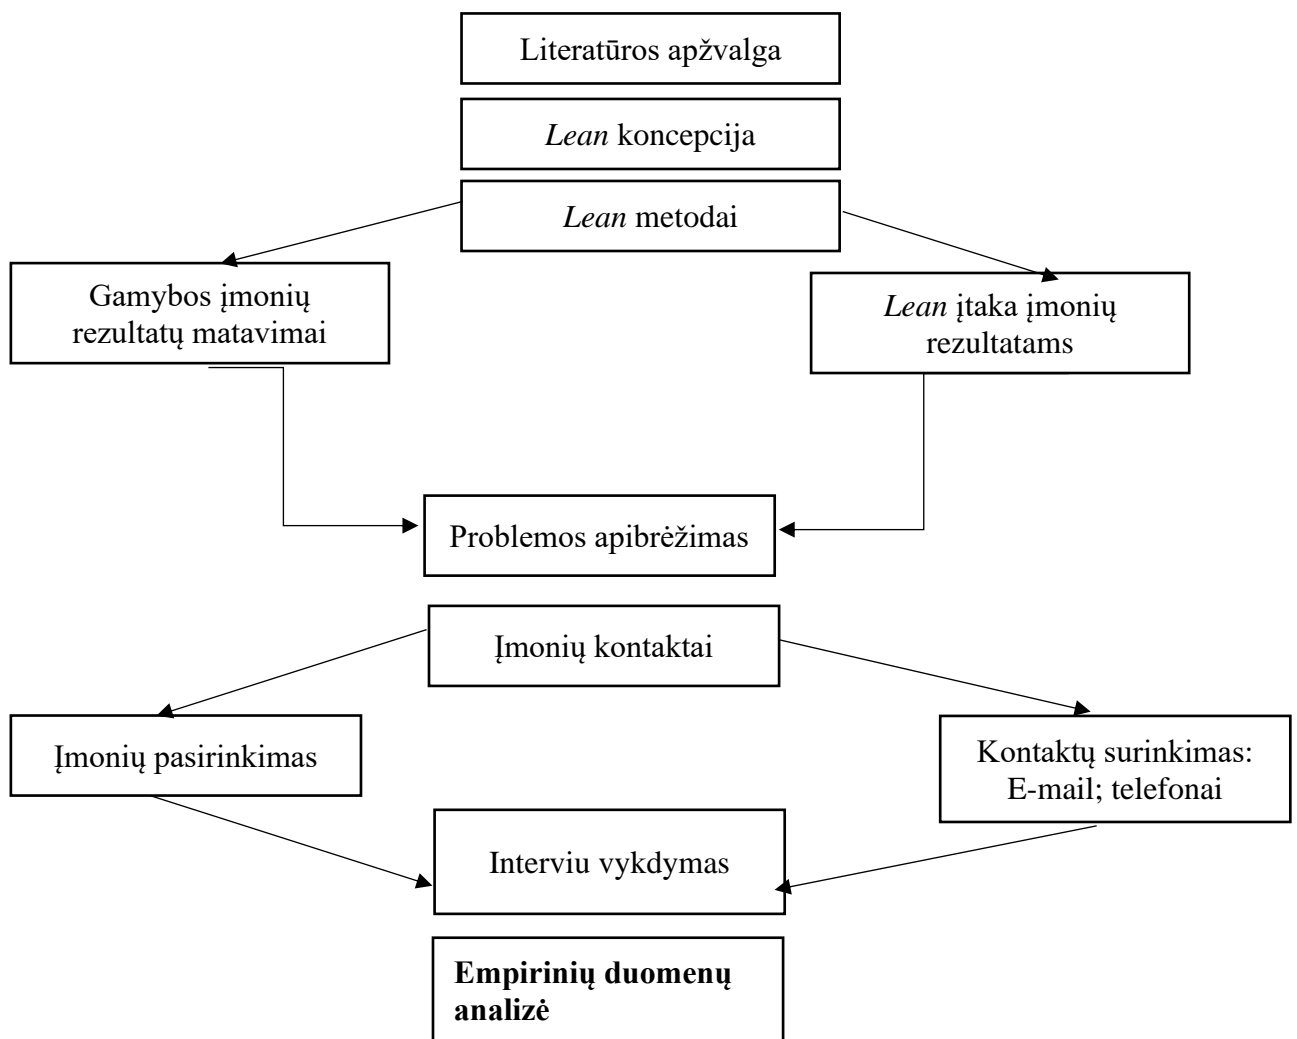 Literatūros apžvalga
Lean koncepcija
Lean metodai
Gamybos įmonių
rezultatų matavimai
Lean įtaka įmonių
rezultatams
Problemos apibrėžimas
Įmonių kontaktai
Įmonių pasirinkimas
Kontaktų surinkimas:
E-mail; telefonai
Interviu vykdymas
Empirinių duomenų
analizė